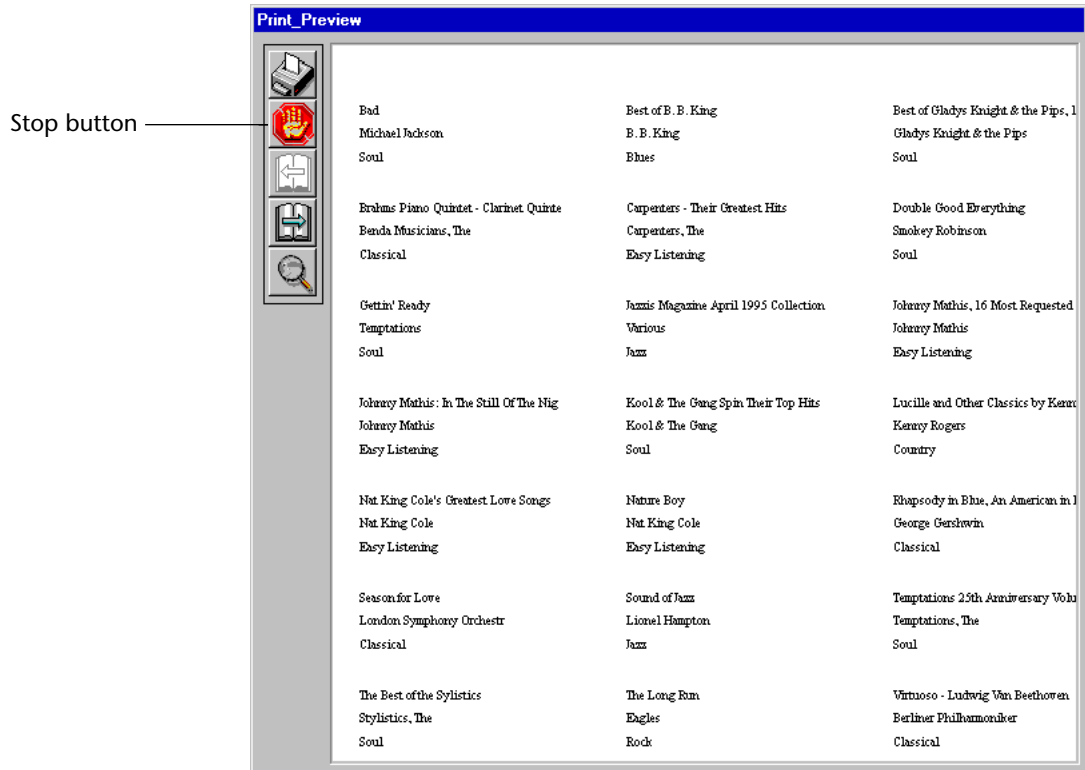 Print_Preview
Stop button
Bad
Michael Jackson
Soul
Best of B.B. King
B.B. King
Blues
Best of Gladys Knight & the Pips, 1
Gladys Knight & the Pips
Soul
Brahms Piano Quintet - Clarinet Quinte
Benda Musicians, The
Classical
Carpenters - Their Greatest Hits
Carpenters, The
Easy Listening
Double Good Everything
Smokey Robinson
Soul
Gettin' Ready
Temptations
Soul
Jazzis Magazine April 1995 Collection
Various
Jazz
Johnny Mathis, 16 Most Requested
Johnny Mathis
Easy Listening
Johnny Mathis: In The Still Of The Nig
Johnny Mathis
Easy Listening
Kool & The Gang Spin Their Top Hits
Kool & The Gang
Soul
Lucille and Other Classics by Kenn
Kenny Rogers
Country
Nat King Cole's Greatest Love Songs
Nat King Cole
Easy Listening
Nature Boy
Nat King Cole
Easy Listening
Rhapsody in Blue, An American in
George Gershwin
Classical
Season for Love
London Symphony Orchestr
Classical
Sound of Jazz
Lionel Hampton
Jazz
Temptations 25th Anniversary Volu
Temptations, The
Soul
The Best of the Sylistics
Stylistics, The
Soul
The Long Run
Eagles
Rock
Virtuoso - Ludwig Van Beethoven
Berliner Philharmoniker
Classical